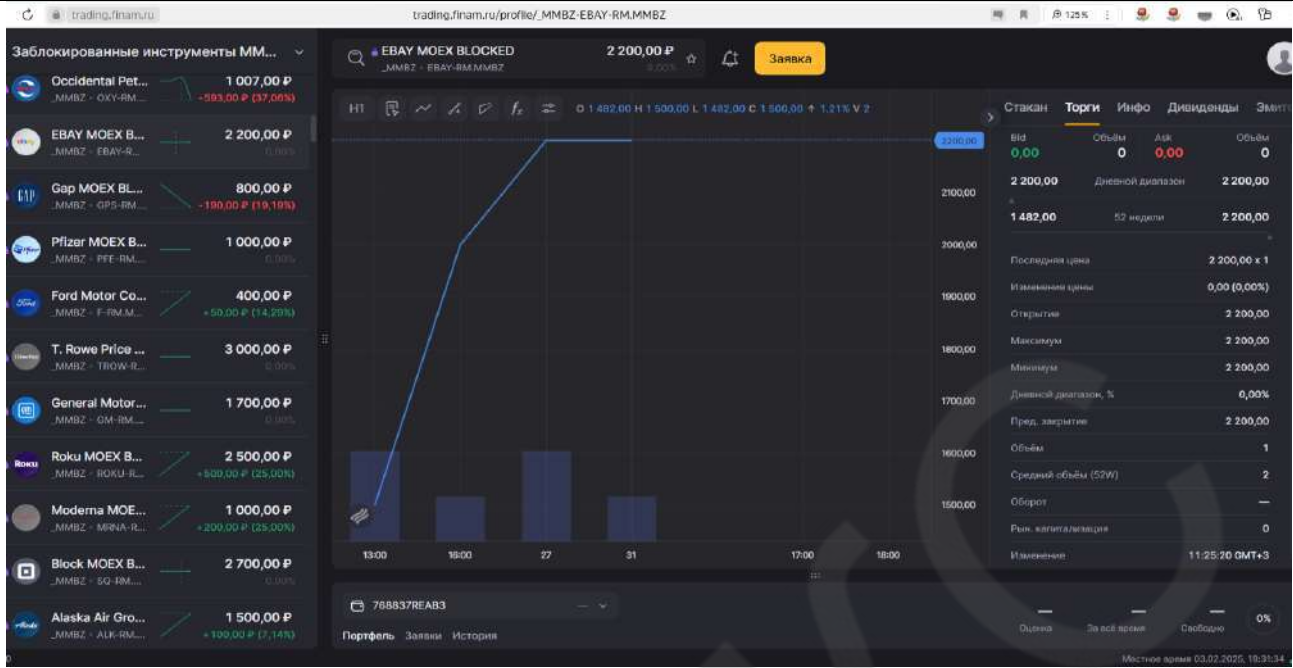 trading.finam.ru
trading.finam.ru/profile/_MMBZ-EBAY-RM.MMBZ
125%
Заблокированные инструменты MM...
Occidental Pet...
1 007,00 ₽
_MMBZ - OXY-RM...
-593,00 ₽ (37,06%)
EBAY MOEX B...
2 200,00 ₽
_MMBZ - EBAY-R...
0,00%
Gap MOEX BL...
800,00 ₽
_MMBZ - GPS-RM...
-190,00 ₽ (19,19%)
Pfizer MOEX B...
1 000,00 ₽
_MMBZ - PFE-RM...
0,00%
Ford Motor Co...
400,00 ₽
_MMBZ - F-RM.M...
+50,00 ₽ (14,29%)
T. Rowe Price ...
3 000,00 ₽
_MMBZ - TROW-R...
0,00%
General Motor...
1 700,00 ₽
_MMBZ - GM-RM...
0,00%
Roku MOEX B...
2 500,00 ₽
_MMBZ - ROKU-R...
+500,00 ₽ (25,00%)
Moderna MOE...
1 000,00 ₽
_MMBZ - MRNA-R...
+200,00 ₽ (25,00%)
Block MOEX B...
2 700,00 ₽
_MMBZ - SQ-RM...
0,00%
Alaska Air Gro...
1 500,00 ₽
_MMBZ - ALK-RM...
+100,00 ₽ (7,14%)
EBAY MOEX BLOCKED
2 200,00 ₽
_MMBZ - EBAY-RM.MMBZ
0,00%
Заявка
H1
O 1 482,00 H 1 500,00 L 1 482,00 C 1 500,00 ↑ 1.21% V 2
2200,00
2100,00
2000,00
1900,00
1800,00
1700,00
1600,00
1500,00
13:00 16:00 27 31 17:00 18:00
768837REAB3
Портфель Заявки История
Стакан Торги Инфо Дивиденды Эмит
Bid Объём Ask Объём
0,00 0 0,00 0
2 200,00 Дневной диапазон 2 200,00
1 482,00 52 недели 2 200,00
Последняя цена 2 200,00 x 1
Изменение цены 0,00 (0,00%)
Открытие 2 200,00
Максимум 2 200,00
Минимум 2 200,00
Дневной диапазон, % 0,00%
Пред. закрытие 2 200,00
Объём 1
Средний объём (52W) 2
Оборот —
Рын. капитализация 0
Изменение 11:25:20 GMT+3
Оценка За всё время Свободно 0%
Местное время 03.02.2025, 18:31:34